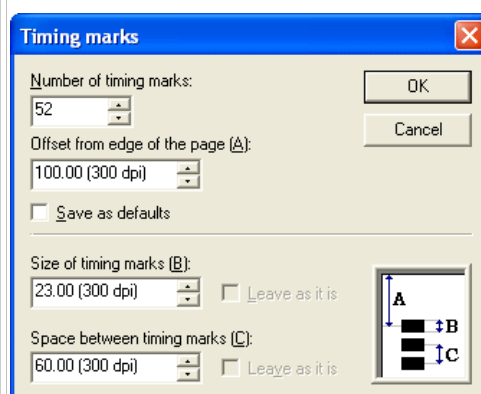 Timing marks
Number of timing marks:
52
OK
Cancel
Offset from edge of the page (A):
100.00 (300 dpi)
Save as defaults
Size of timing marks (B):
23.00 (300 dpi)
Leave as it is
A
B
C
Space between timing marks (C):
60.00 (300 dpi)
Leave as it is